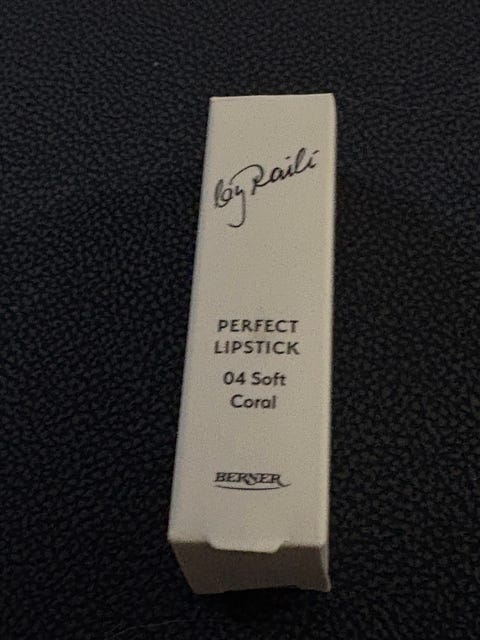 by Raili
PERFECT
LIPSTICK
04 Soft
Coral
BERNER